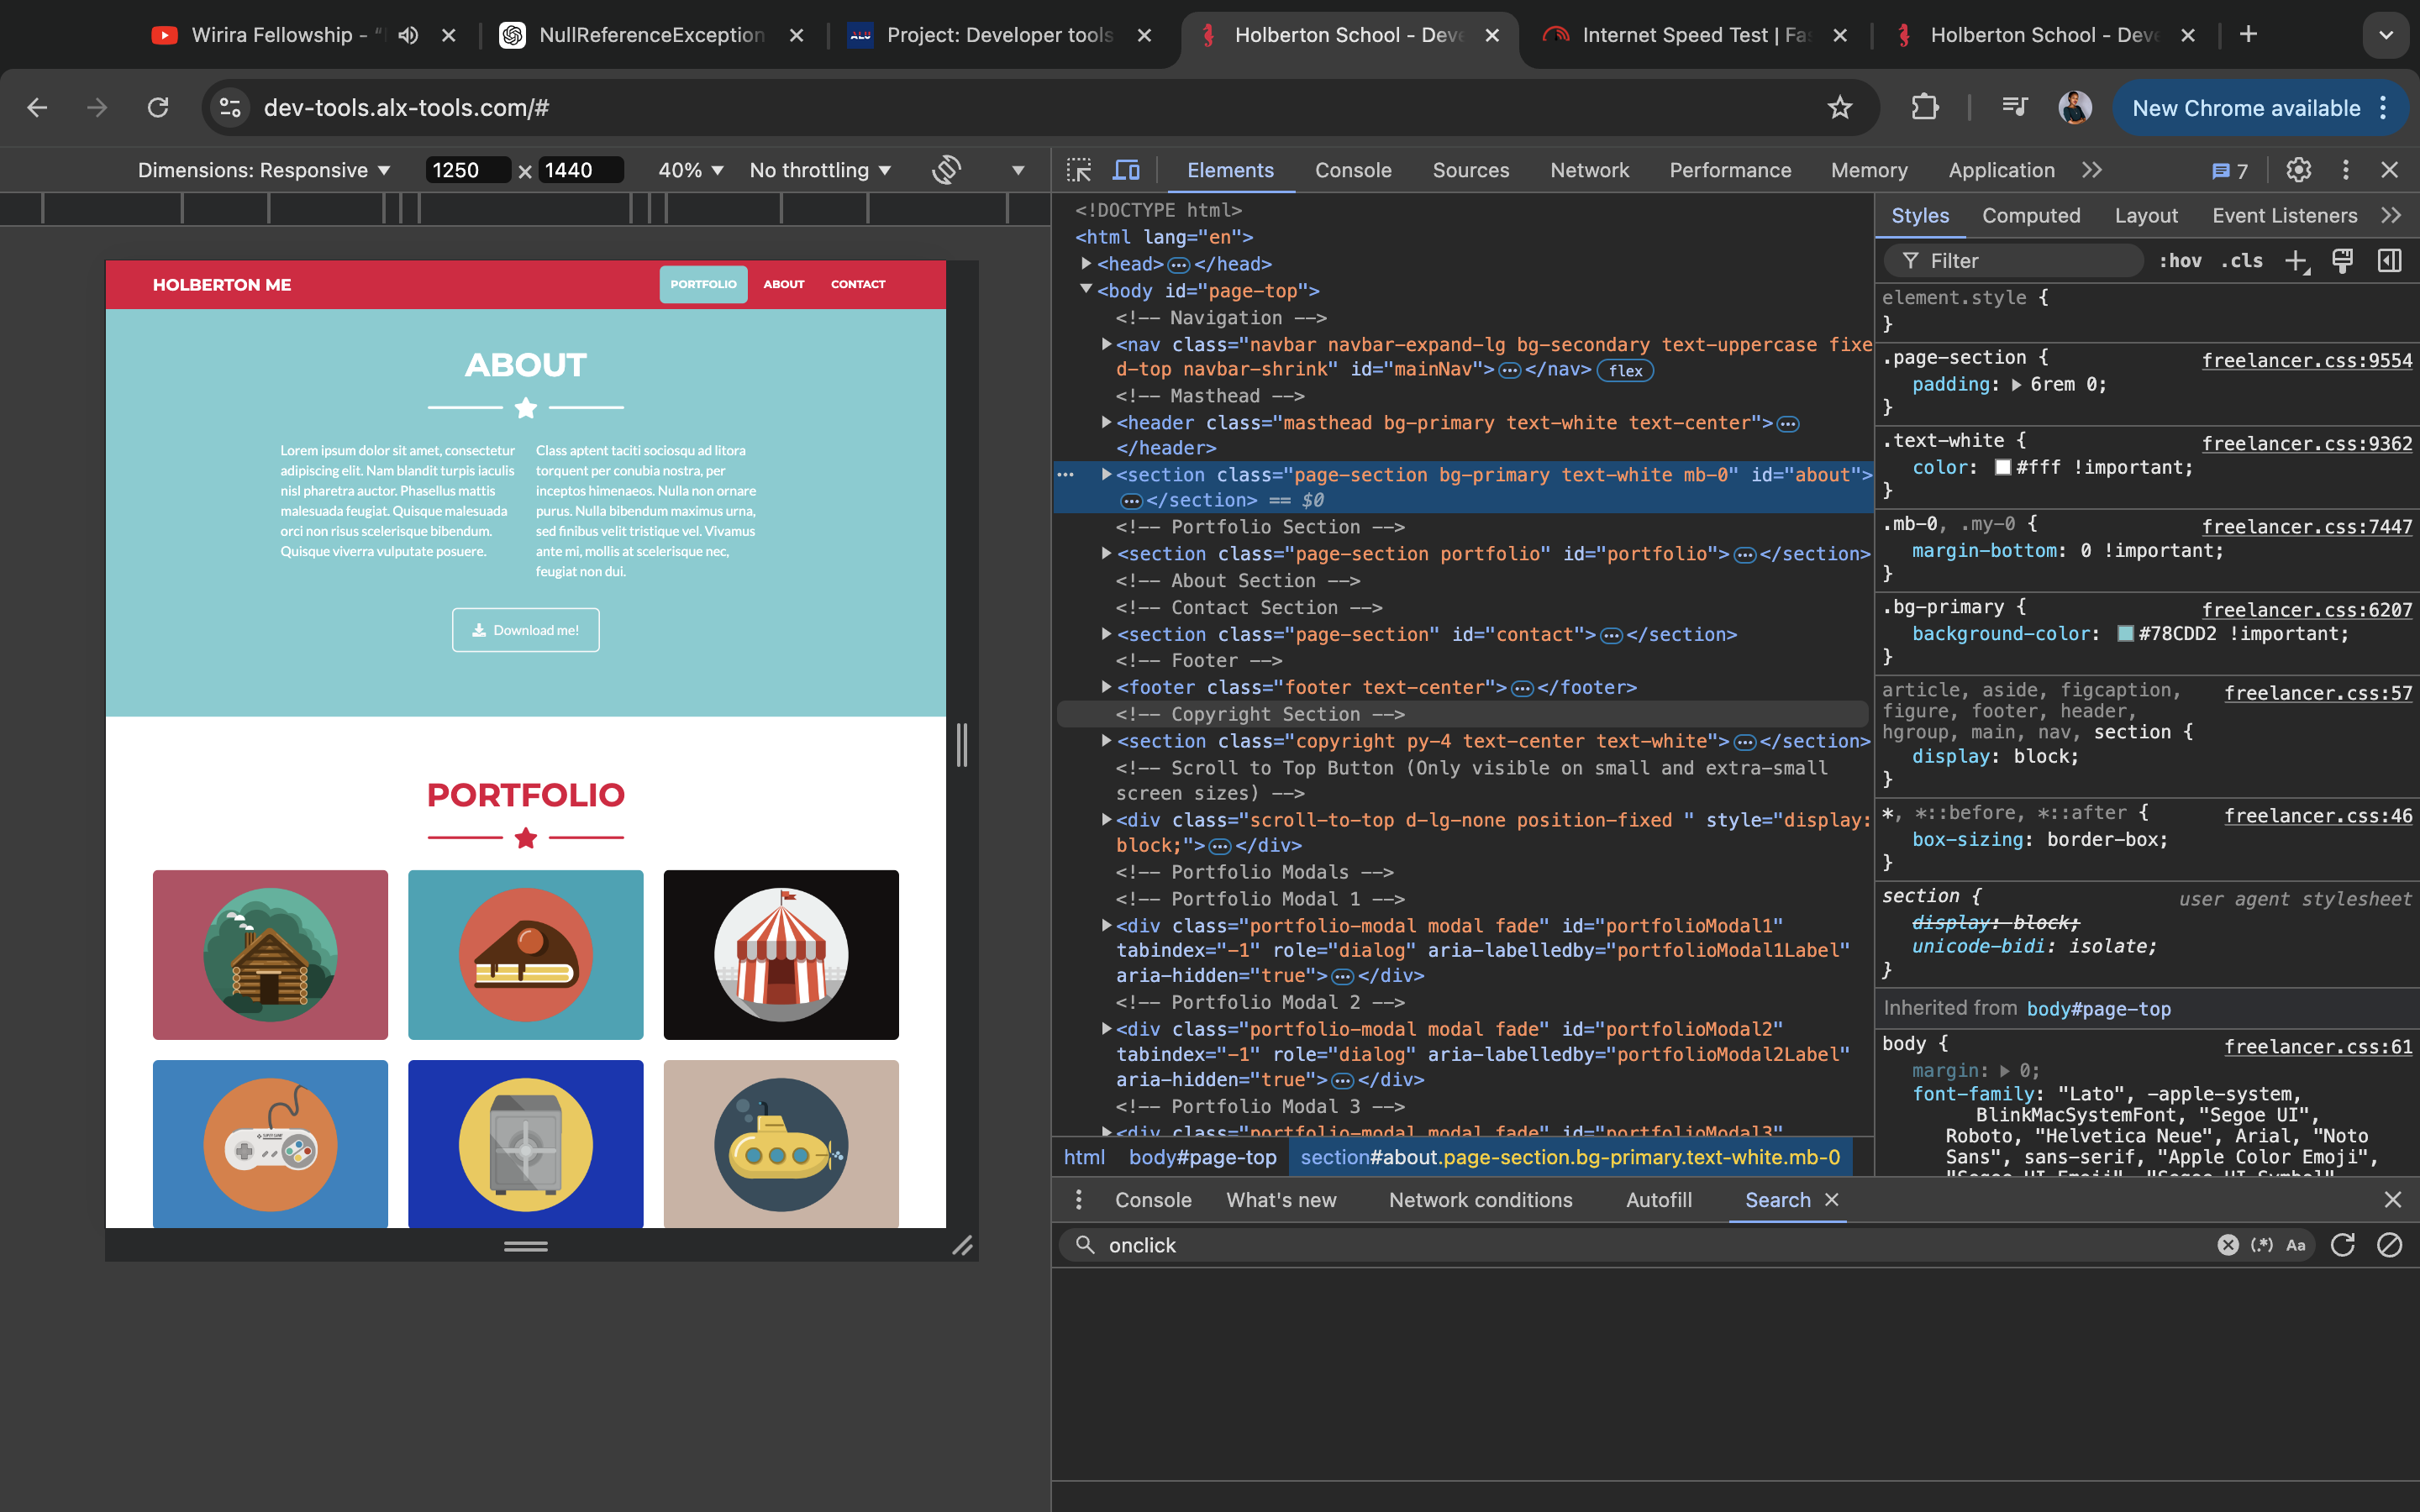 Wirira Fellowship - “
NullReferenceException
ALU Project: Developer tools
Holberton School - Deve
Internet Speed Test | Fas
Holberton School - Deve
dev-tools.alx-tools.com/#
New Chrome available
Dimensions: Responsive
1250 × 1440
40%
No throttling
Elements
Console
Sources
Network
Performance
Memory
Application
7
HOLBERTON ME
PORTFOLIO
ABOUT
CONTACT
ABOUT
Lorem ipsum dolor sit amet, consectetur
adipiscing elit. Nam blandit turpis iaculis
nisl pharetra auctor. Phasellus mattis
malesuada feugiat. Quisque malesuada
orci non risus scelerisque bibendum.
Quisque viverra vulputate posuere.
Class aptent taciti sociosqu ad litora
torquent per conubia nostra, per
inceptos himenaeos. Nulla non ornare
purus. Nulla bibendum maximus urna,
sed finibus velit tristique vel. Vivamus
ante mi, mollis at scelerisque nec,
feugiat non dui.
Download me!
PORTFOLIO
<!DOCTYPE html>
<html lang="en">
<head>…</head>
<body id="page-top">
<!-- Navigation -->
<nav class="navbar navbar-expand-lg bg-secondary text-uppercase fixe
d-top navbar-shrink" id="mainNav">…</nav> flex
<!-- Masthead -->
<header class="masthead bg-primary text-white text-center">…
</header>
<section class="page-section bg-primary text-white mb-0" id="about">
…</section> == $0
<!-- Portfolio Section -->
<section class="page-section portfolio" id="portfolio">…</section>
<!-- About Section -->
<!-- Contact Section -->
<section class="page-section" id="contact">…</section>
<!-- Footer -->
<footer class="footer text-center">…</footer>
<!-- Copyright Section -->
<section class="copyright py-4 text-center text-white">…</section>
<!-- Scroll to Top Button (Only visible on small and extra-small
screen sizes) -->
<div class="scroll-to-top d-lg-none position-fixed " style="display:
block;">…</div>
<!-- Portfolio Modals -->
<!-- Portfolio Modal 1 -->
<div class="portfolio-modal modal fade" id="portfolioModal1"
tabindex="-1" role="dialog" aria-labelledby="portfolioModal1Label"
aria-hidden="true">…</div>
<!-- Portfolio Modal 2 -->
<div class="portfolio-modal modal fade" id="portfolioModal2"
tabindex="-1" role="dialog" aria-labelledby="portfolioModal2Label"
aria-hidden="true">…</div>
<!-- Portfolio Modal 3 -->
<div class="portfolio-modal modal fade" id="portfolioModal3"
html
body#page-top
section#about.page-section.bg-primary.text-white.mb-0
Styles
Computed
Layout
Event Listeners
Filter
:hov
.cls
element.style {
}
.page-section { freelancer.css:9554
padding: 6rem 0;
}
.text-white { freelancer.css:9362
color: #fff !important;
}
.mb-0, .my-0 { freelancer.css:7447
margin-bottom: 0 !important;
}
.bg-primary { freelancer.css:6207
background-color: #78CDD2 !important;
}
article, aside, figcaption, freelancer.css:57
figure, footer, header,
hgroup, main, nav, section {
display: block;
}
*, *::before, *::after { freelancer.css:46
box-sizing: border-box;
}
section { user agent stylesheet
display: block;
unicode-bidi: isolate;
}
Inherited from body#page-top
body { freelancer.css:61
margin: 0;
font-family: "Lato", -apple-system,
BlinkMacSystemFont, "Segoe UI",
Roboto, "Helvetica Neue", Arial, "Noto
Sans", sans-serif, "Apple Color Emoji",
"Segoe UI Emoji", "Segoe UI Symbol",
Console
What's new
Network conditions
Autofill
Search
onclick
(.*)
Aa